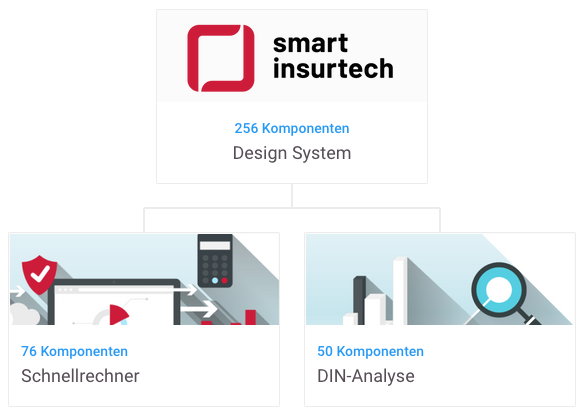 smart
insurtech
256 Komponenten
Design System
76 Komponenten
Schnellrechner
50 Komponenten
DIN-Analyse